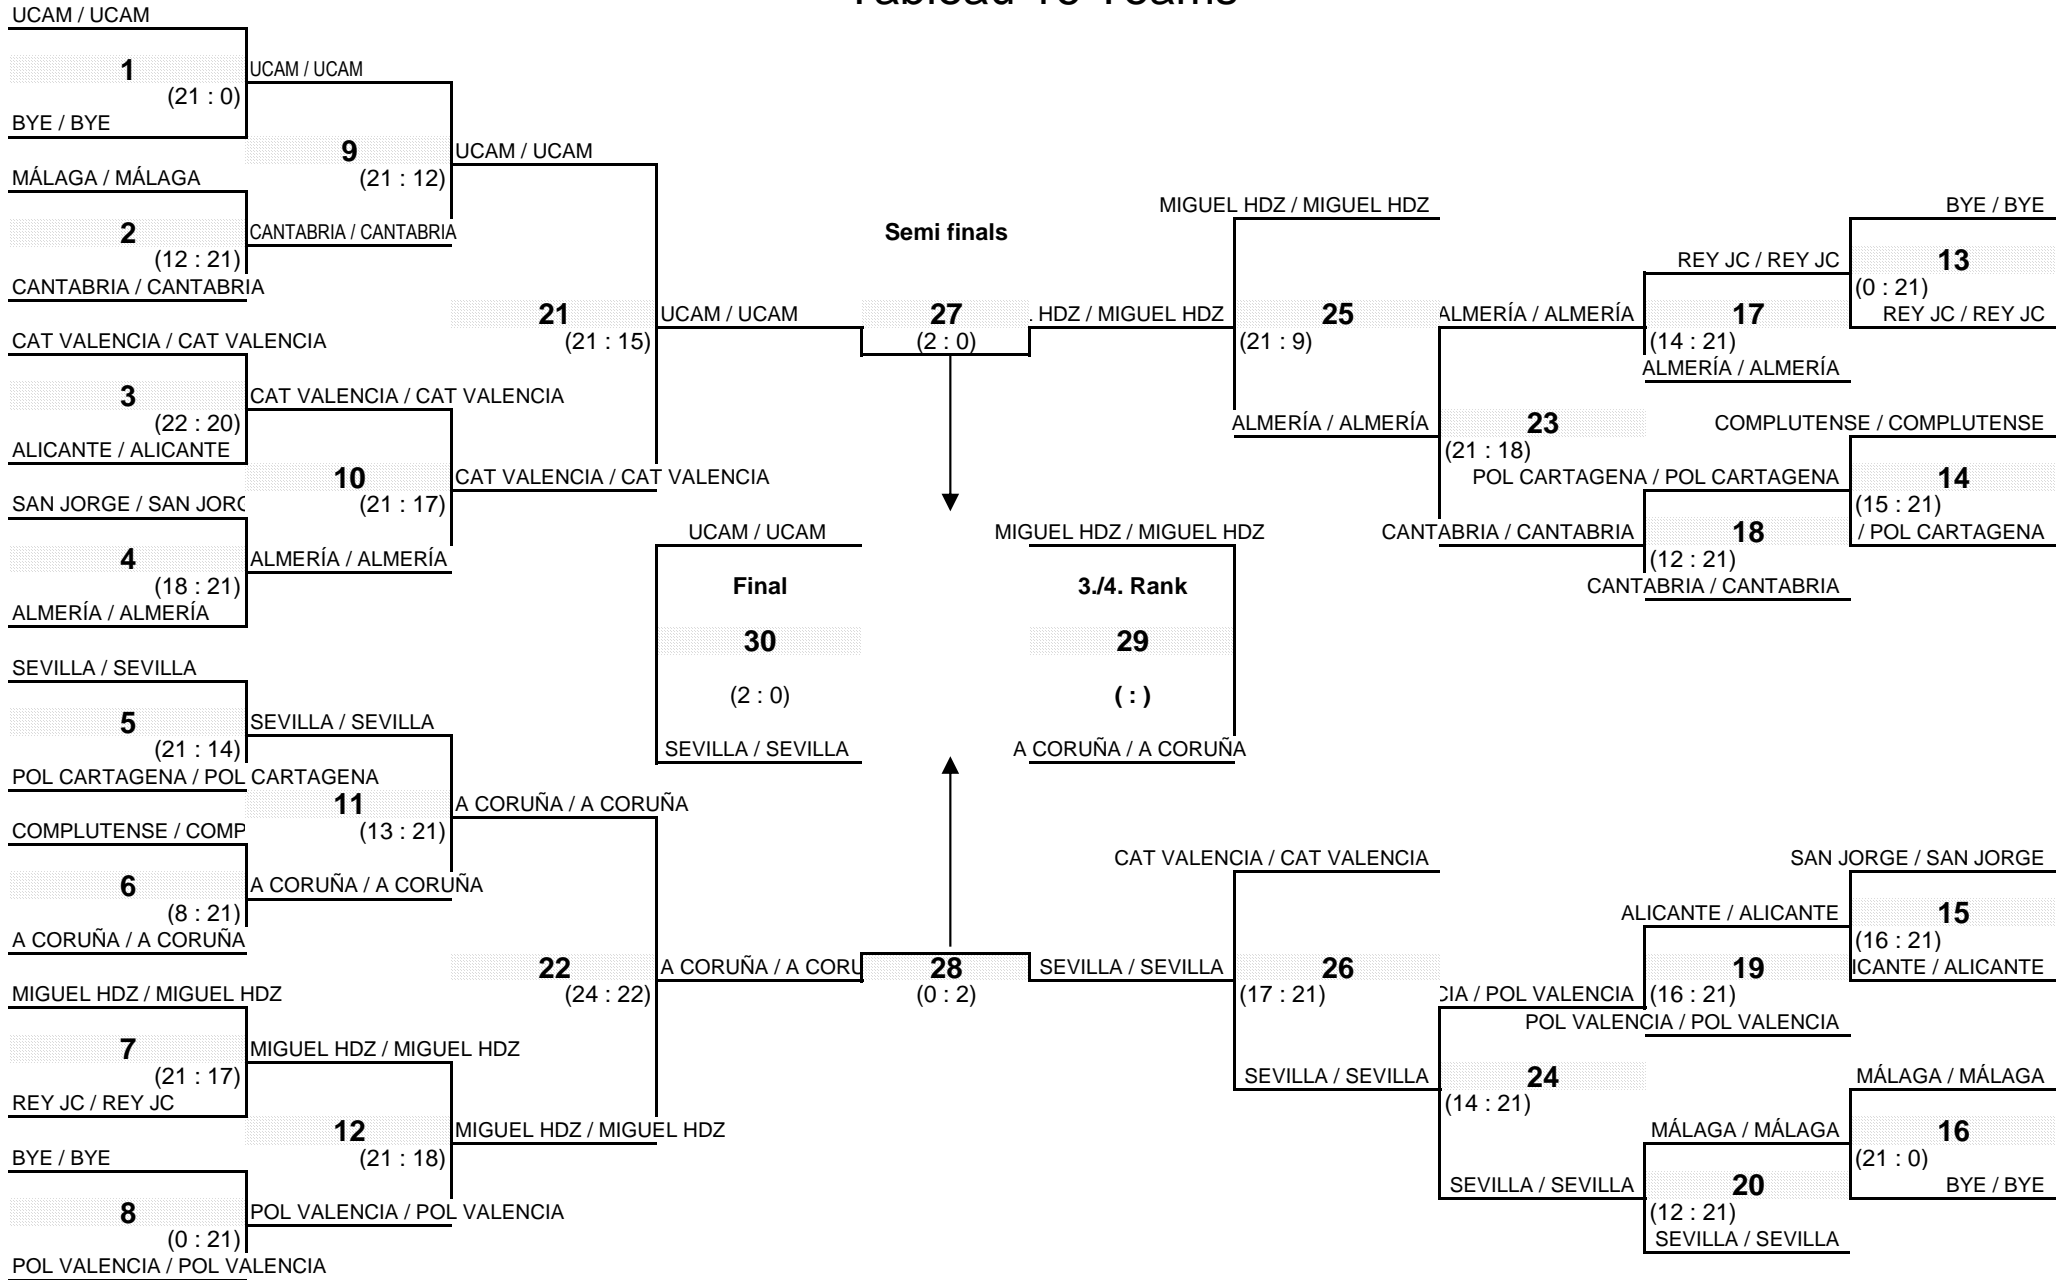 Tableau 16 Teams
UCAM / UCAM
1
(21 : 0)
BYE / BYE
UCAM / UCAM
MÁLAGA / MÁLAGA
2
(12 : 21)
CANTABRIA / CANTABRIA
CANTABRIA / CANTABRIA
9
(21 : 12)
UCAM / UCAM
CAT VALENCIA / CAT VALENCIA
3
(22 : 20)
ALICANTE / ALICANTE
CAT VALENCIA / CAT VALENCIA
SAN JORGE / SAN JORG
4
(18 : 21)
ALMERÍA / ALMERÍA
ALMERÍA / ALMERÍA
10
(21 : 17)
CAT VALENCIA / CAT VALENCIA
21
(21 : 15)
UCAM / UCAM
SEVILLA / SEVILLA
5
(21 : 14)
POL CARTAGENA / POL CARTAGENA
SEVILLA / SEVILLA
COMPLUTENSE / COMP
6
(8 : 21)
A CORUÑA / A CORUÑA
A CORUÑA / A CORUÑA
11
(13 : 21)
A CORUÑA / A CORUÑA
MIGUEL HDZ / MIGUEL HDZ
7
(21 : 17)
REY JC / REY JC
MIGUEL HDZ / MIGUEL HDZ
BYE / BYE
8
(0 : 21)
POL VALENCIA / POL VALENCIA
POL VALENCIA / POL VALENCIA
12
(21 : 18)
MIGUEL HDZ / MIGUEL HDZ
22
(24 : 22)
A CORUÑA / A CORU
Semi finals
27
(2 : 0)
UCAM / UCAM
Final
30
(2 : 0)
SEVILLA / SEVILLA
MIGUEL HDZ / MIGUEL HDZ
3./4. Rank
29
( : )
A CORUÑA / A CORUÑA
28
(0 : 2)
MIGUEL HDZ / MIGUEL HDZ
. HDZ / MIGUEL HDZ
25
(21 : 9)
ALMERÍA / ALMERÍA
ALMERÍA / ALMERÍA
23
(21 : 18)
CANTABRIA / CANTABRIA
REY JC / REY JC
17
(14 : 21)
ALMERÍA / ALMERÍA
BYE / BYE
13
(0 : 21)
REY JC / REY JC
POL CARTAGENA / POL CARTAGENA
18
(12 : 21)
CANTABRIA / CANTABRIA
COMPLUTENSE / COMPLUTENSE
14
(15 : 21)
/ POL CARTAGENA
CAT VALENCIA / CAT VALENCIA
SEVILLA / SEVILLA
26
(17 : 21)
SEVILLA / SEVILLA
CIA / POL VALENCIA
24
(14 : 21)
SEVILLA / SEVILLA
ALICANTE / ALICANTE
19
(16 : 21)
POL VALENCIA / POL VALENCIA
SAN JORGE / SAN JORGE
15
(16 : 21)
ICANTE / ALICANTE
MÁLAGA / MÁLAGA
20
(12 : 21)
SEVILLA / SEVILLA
MÁLAGA / MÁLAGA
16
(21 : 0)
BYE / BYE